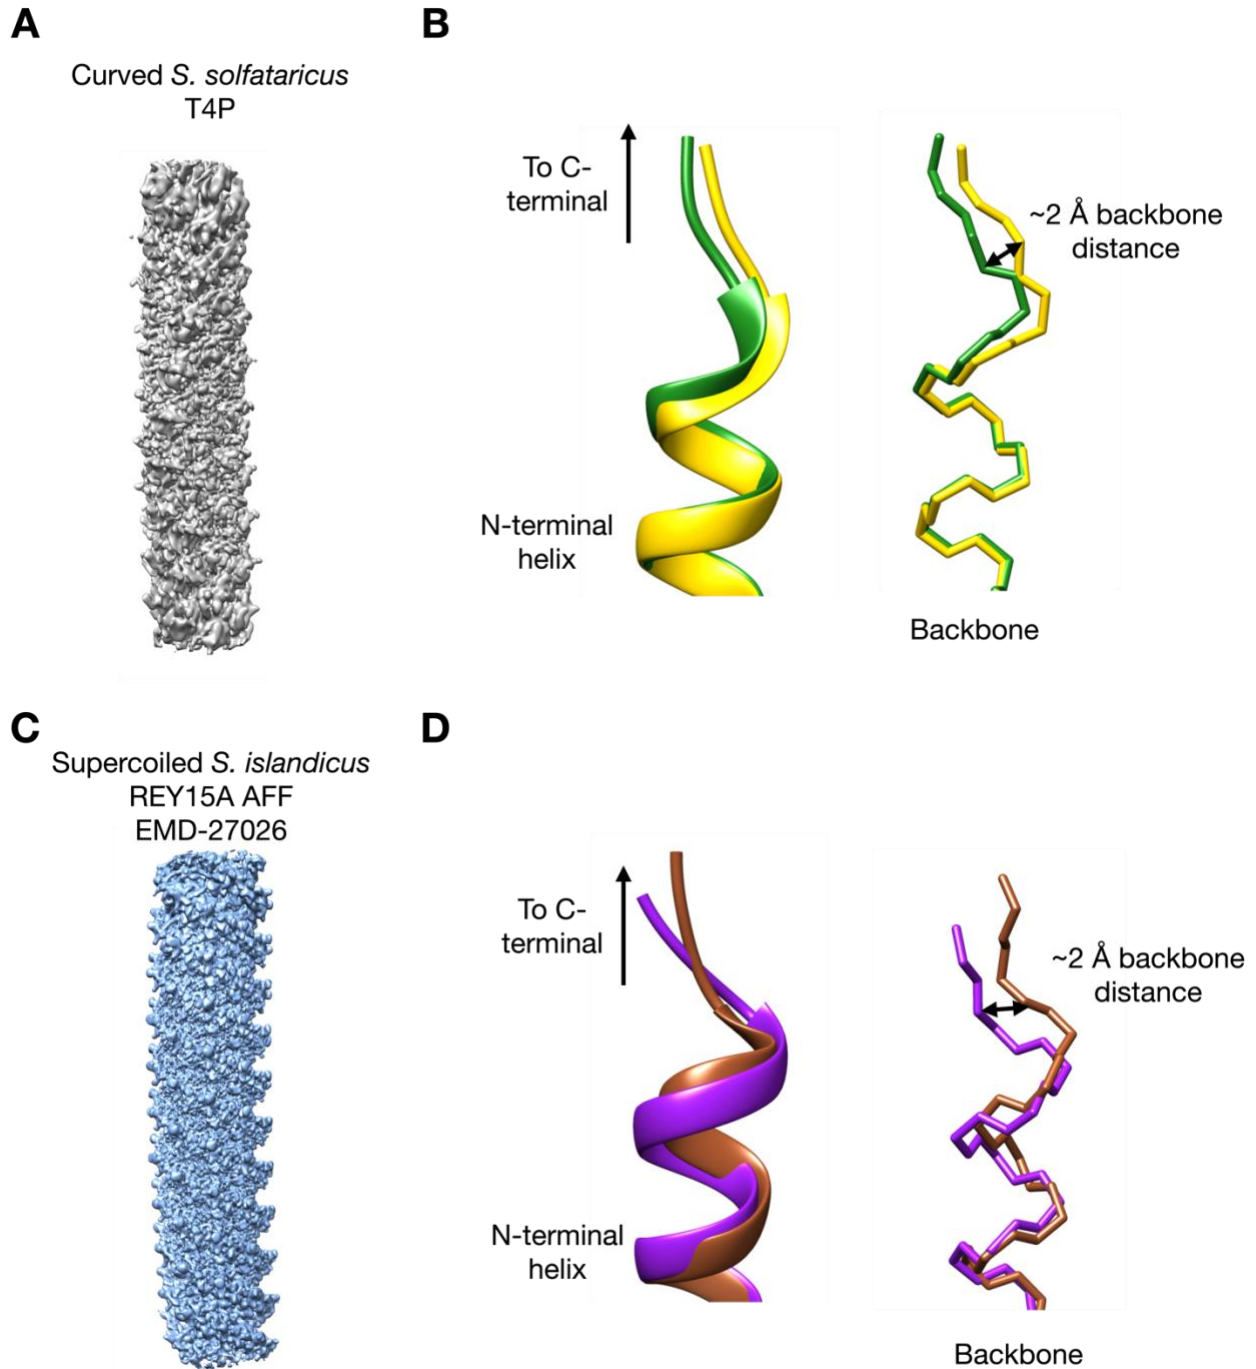 A
Curved S. solfataricus
T4P
B
To C-
terminal
N-terminal
helix
~2 Å backbone
distance
Backbone
C
Supercoiled S. islandicus
REY15A AFF
EMD-27026
D
To C-
terminal
N-terminal
helix
~2 Å backbone
distance
Backbone